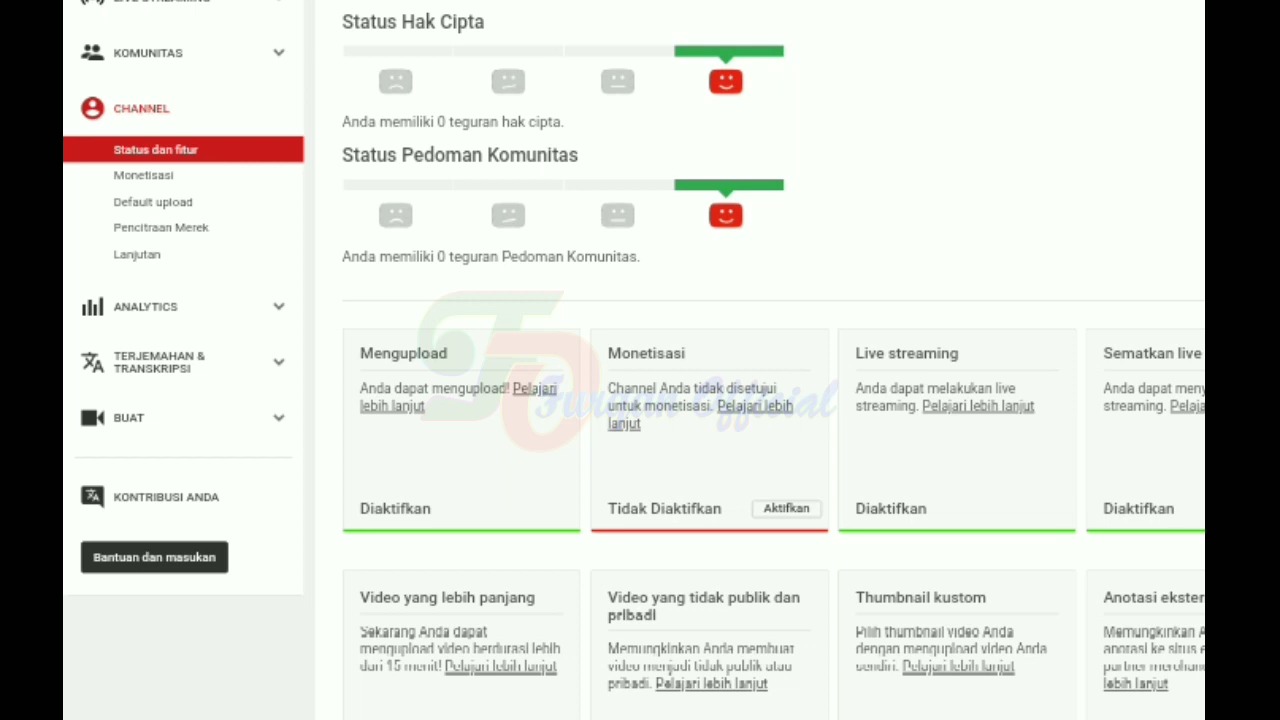 KOMUNITAS
CHANNEL
Status dan fitur
Monetisasi
Default upload
Pencitraan Merek
Lanjutan
ANALYTICS
TERJEMAHAN &
TRANSKRIPSI
BUAT
KONTRIBUSI ANDA
Bantuan dan masukan
Status Hak Cipta
Anda memiliki 0 teguran hak cipta.
Status Pedoman Komunitas
Anda memiliki 0 teguran Pedoman Komunitas.
Mengupload
Anda dapat mengupload! Pelajari
lebih lanjut
Diaktifkan
Monetisasi
Channel Anda tidak disetujui
untuk monetisasi. Pelajari lebih
lanjut
Tidak Diaktifkan
Aktifkan
Live streaming
Anda dapat melakukan live
streaming. Pelajari lebih lanjut
Diaktifkan
Sematkan live
Anda dapat
streaming.
Diaktifkan
Furqan Official
Video yang lebih panjang
Sekarang Anda dapat
mengupload video berdurasi lebih
dari 15 menit! Pelajari lebih lanjut
Video yang tidak publik dan
pribadi
Memungkinkan Anda membuat
video menjadi tidak publik atau
pribadi. Pelajari lebih lanjut
Thumbnail kustom
Pilih thumbnail video Anda
dengan mengupload video Anda
sendiri. Pelajari lebih lanjut
Anotasi ekster
Memungkinkan A
anotasi ke situs e
partner merchan
lebih lanjut